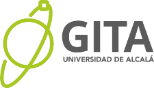 GITA
UNIVERSIDAD DE ALCALÁ